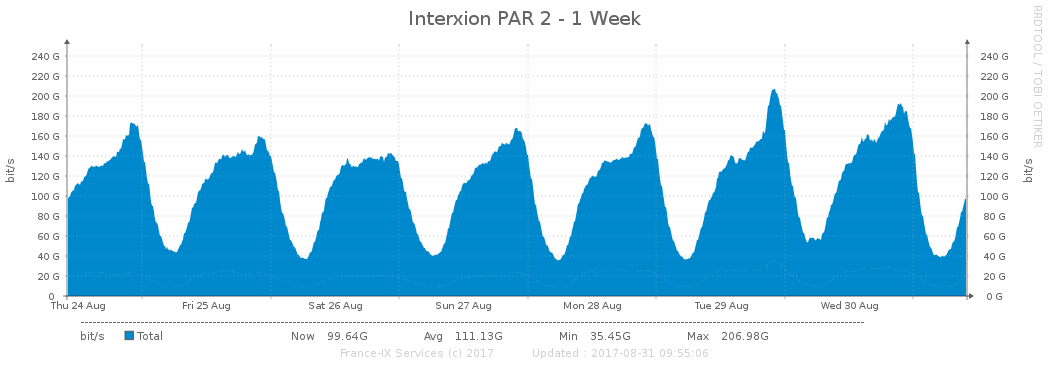 Interxion PAR 2 - 1 Week
RRDTOOL / TOBI OETIKER
bit/s
240 G 240 G
220 G 220 G
200 G 200 G
180 G 180 G
160 G 160 G
140 G 140 G
120 G 120 G
100 G 100 G
80 G 80 G
60 G 60 G
40 G 40 G
20 G 20 G
0 0 G
bit/s
Thu 24 Aug Fri 25 Aug Sat 26 Aug Sun 27 Aug Mon 28 Aug Tue 29 Aug Wed 30 Aug
bit/s Total Now 99.64G Avg 111.13G Min 35.45G Max 206.98G
France-IX Services (c) 2017 Updated : 2017-08-31 09:55:06